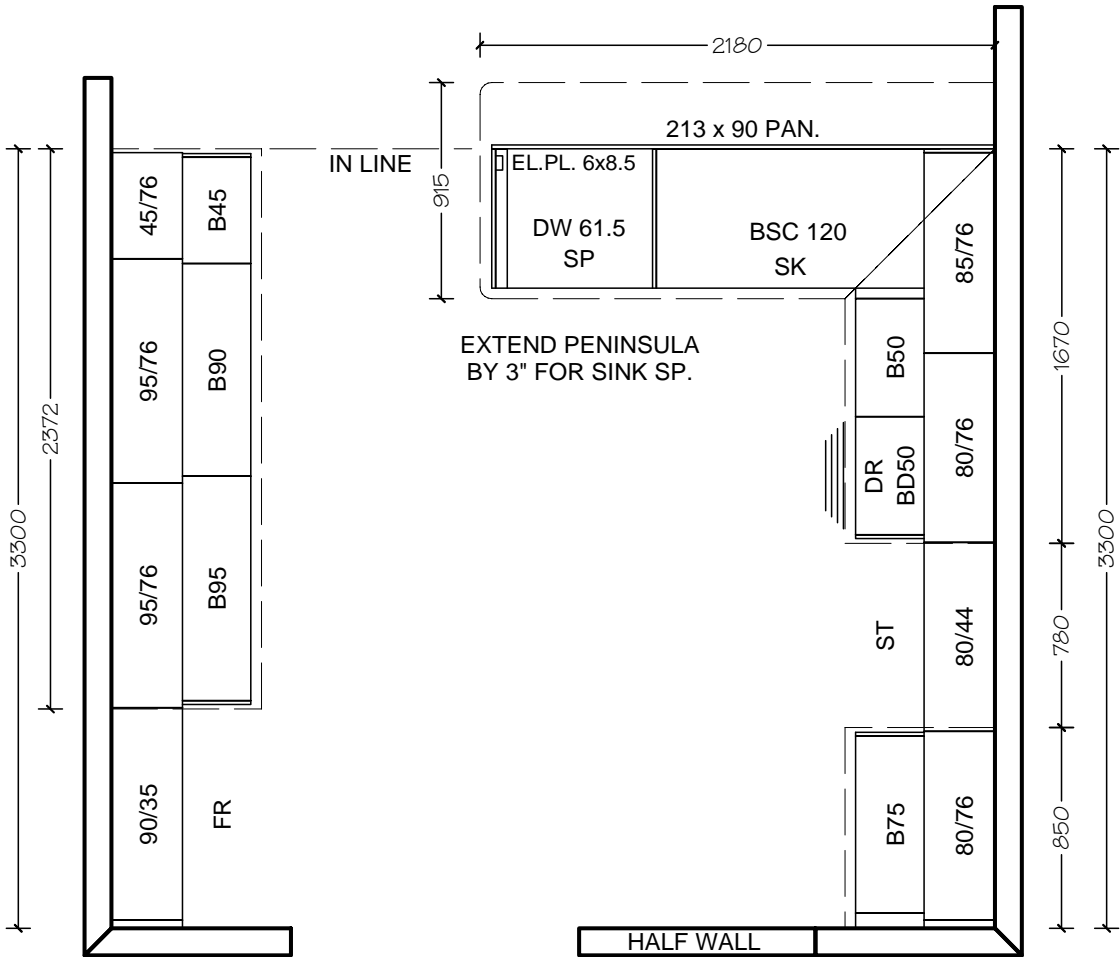 2180
213 x 90 PAN.
IN LINE
EL.PL. 6x8.5
915
45/76
B45
DW 61.5
SP
BSC 120
SK
85/76
EXTEND PENINSULA
BY 3" FOR SINK SP.
95/76
B90
B50
1670
2372
80/76
DR
BD50
3300
3300
95/76
B95
ST
80/44
780
90/35
FR
B75
80/76
850
HALF WALL